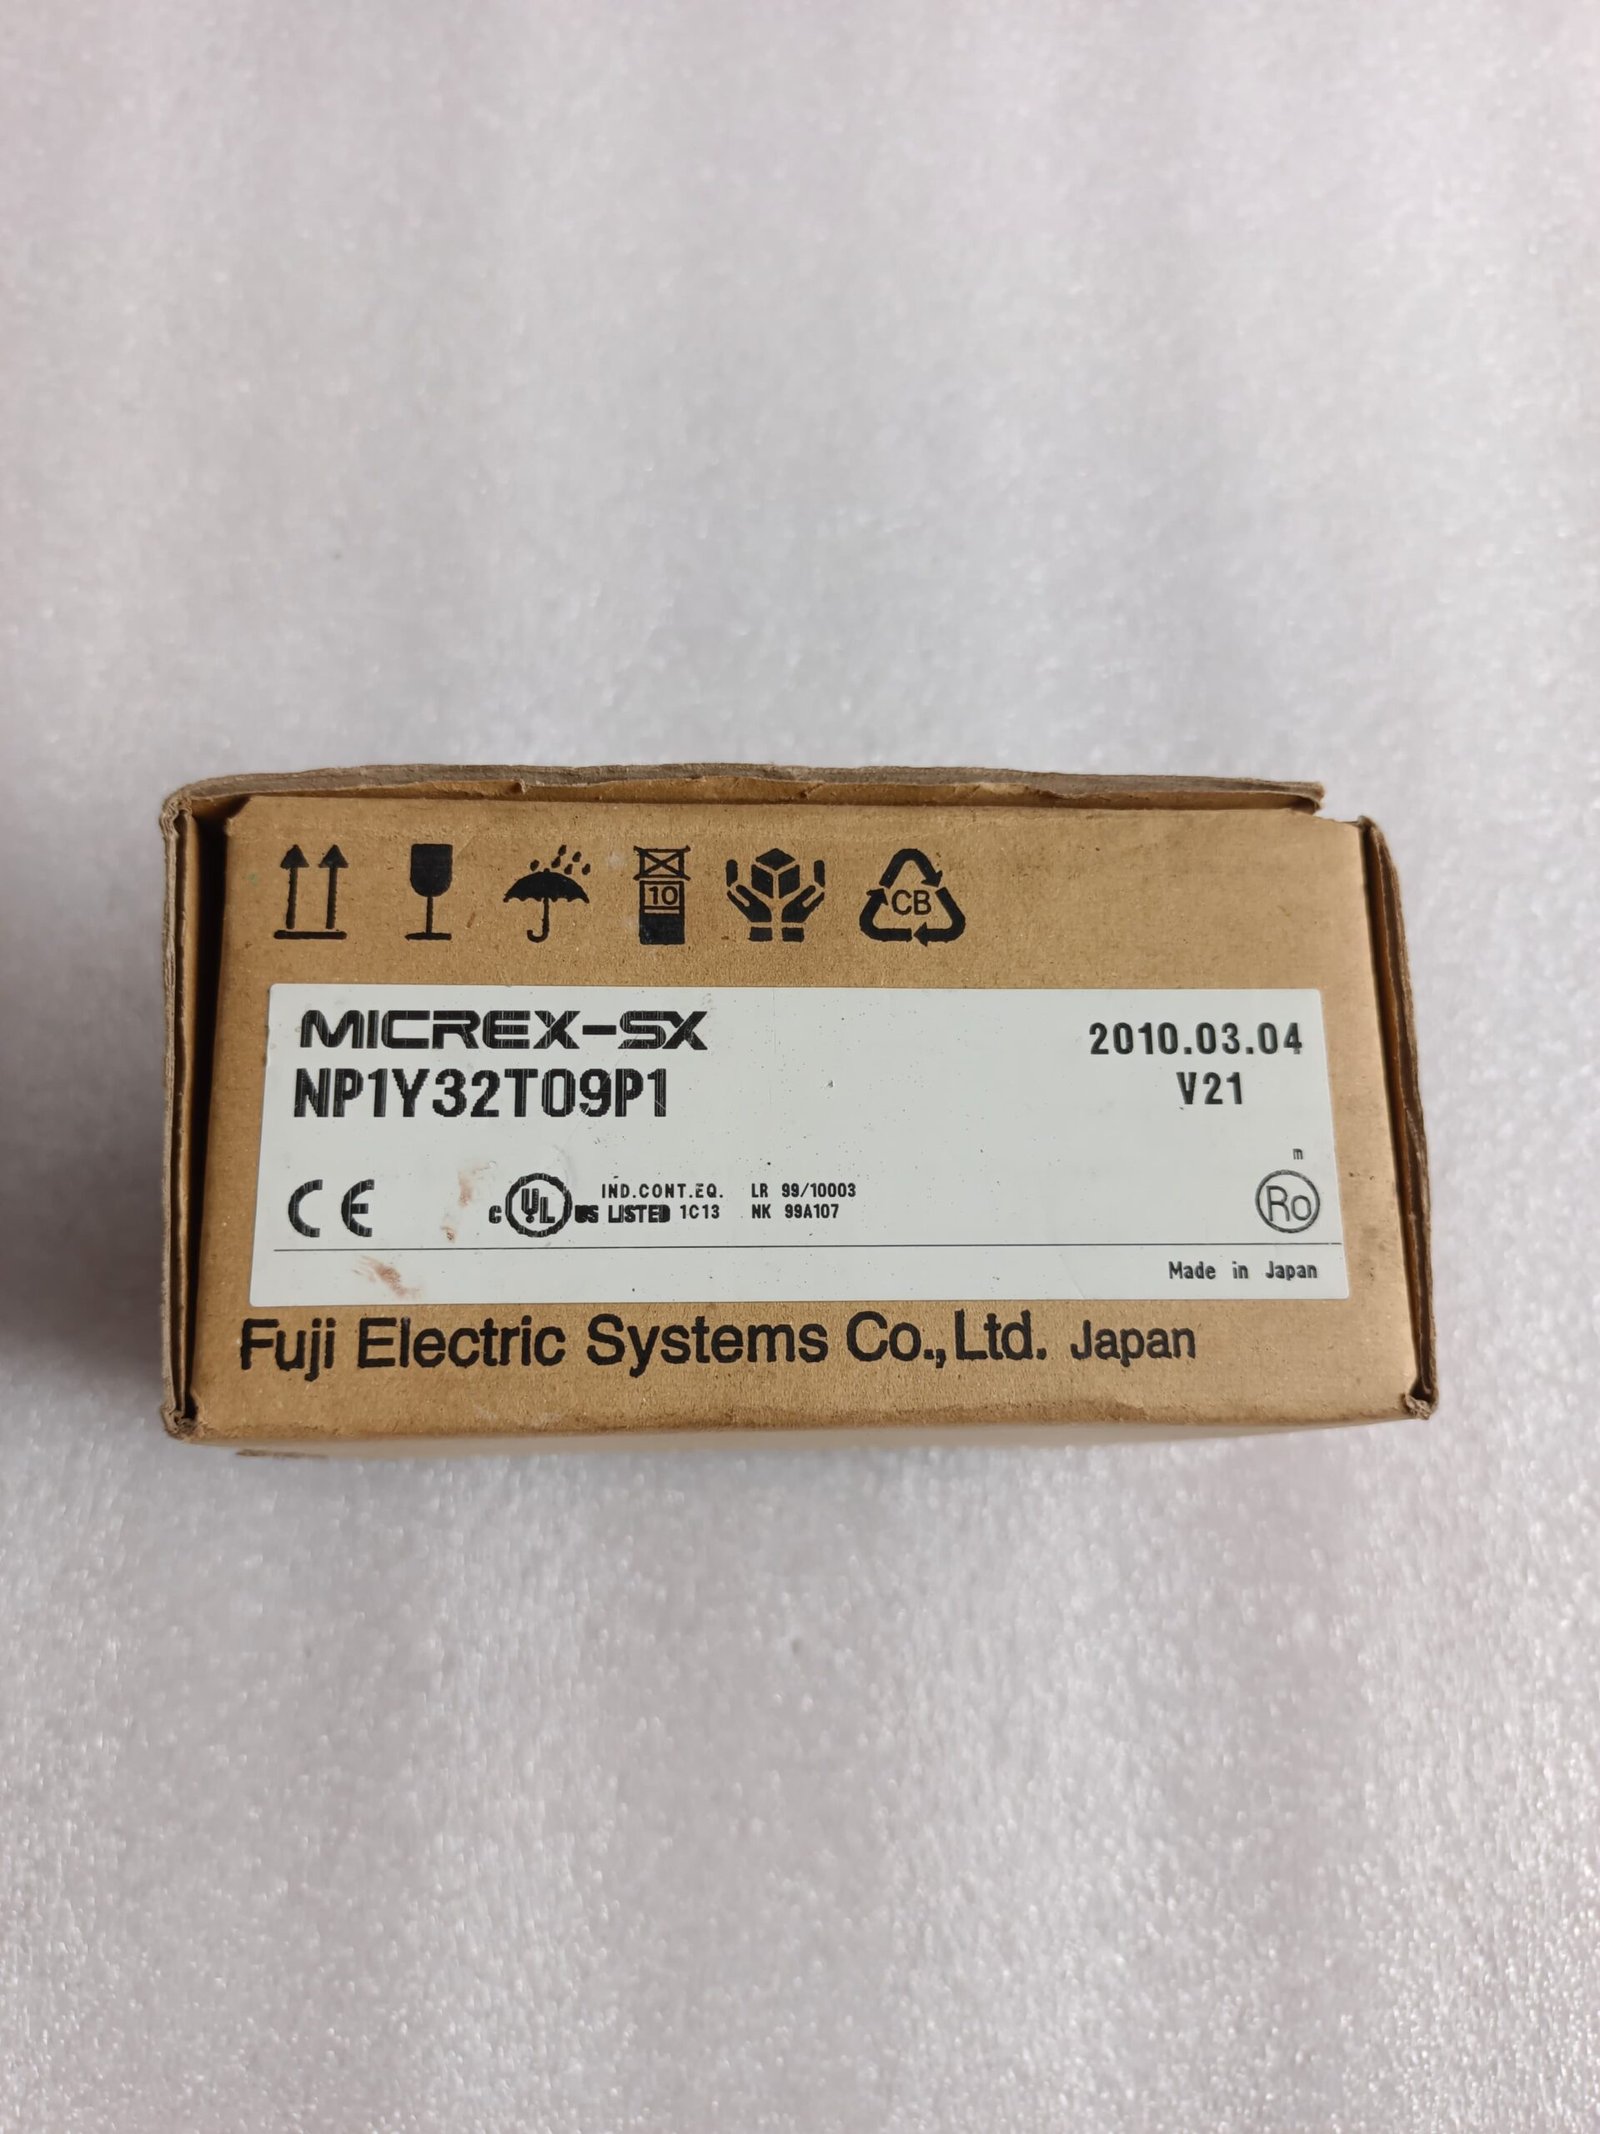 10
CB
MICREX-SX
2010.03.04
NP1Y32T09P1
V21
m
CE
c UL US IND.CONT.EQ. LR 99/10003
LISTED 1C13 NK 99A107
Ro
Made in Japan
Fuji Electric Systems Co.,Ltd. Japan